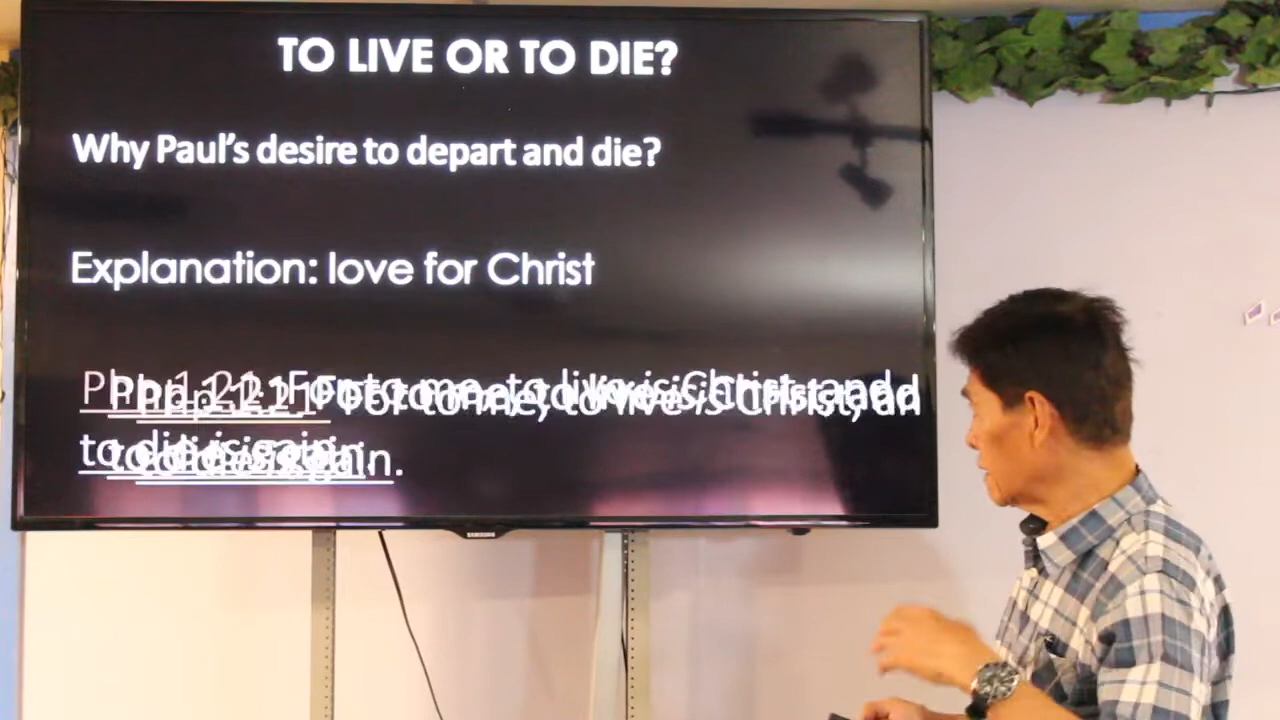 TO LIVE OR TO DIE?
Why Paul's desire to depart and die?
Explanation: love for Christ
Php 1:21 For to me, to live is Christ, and
to die is gain.
SAMSUNG